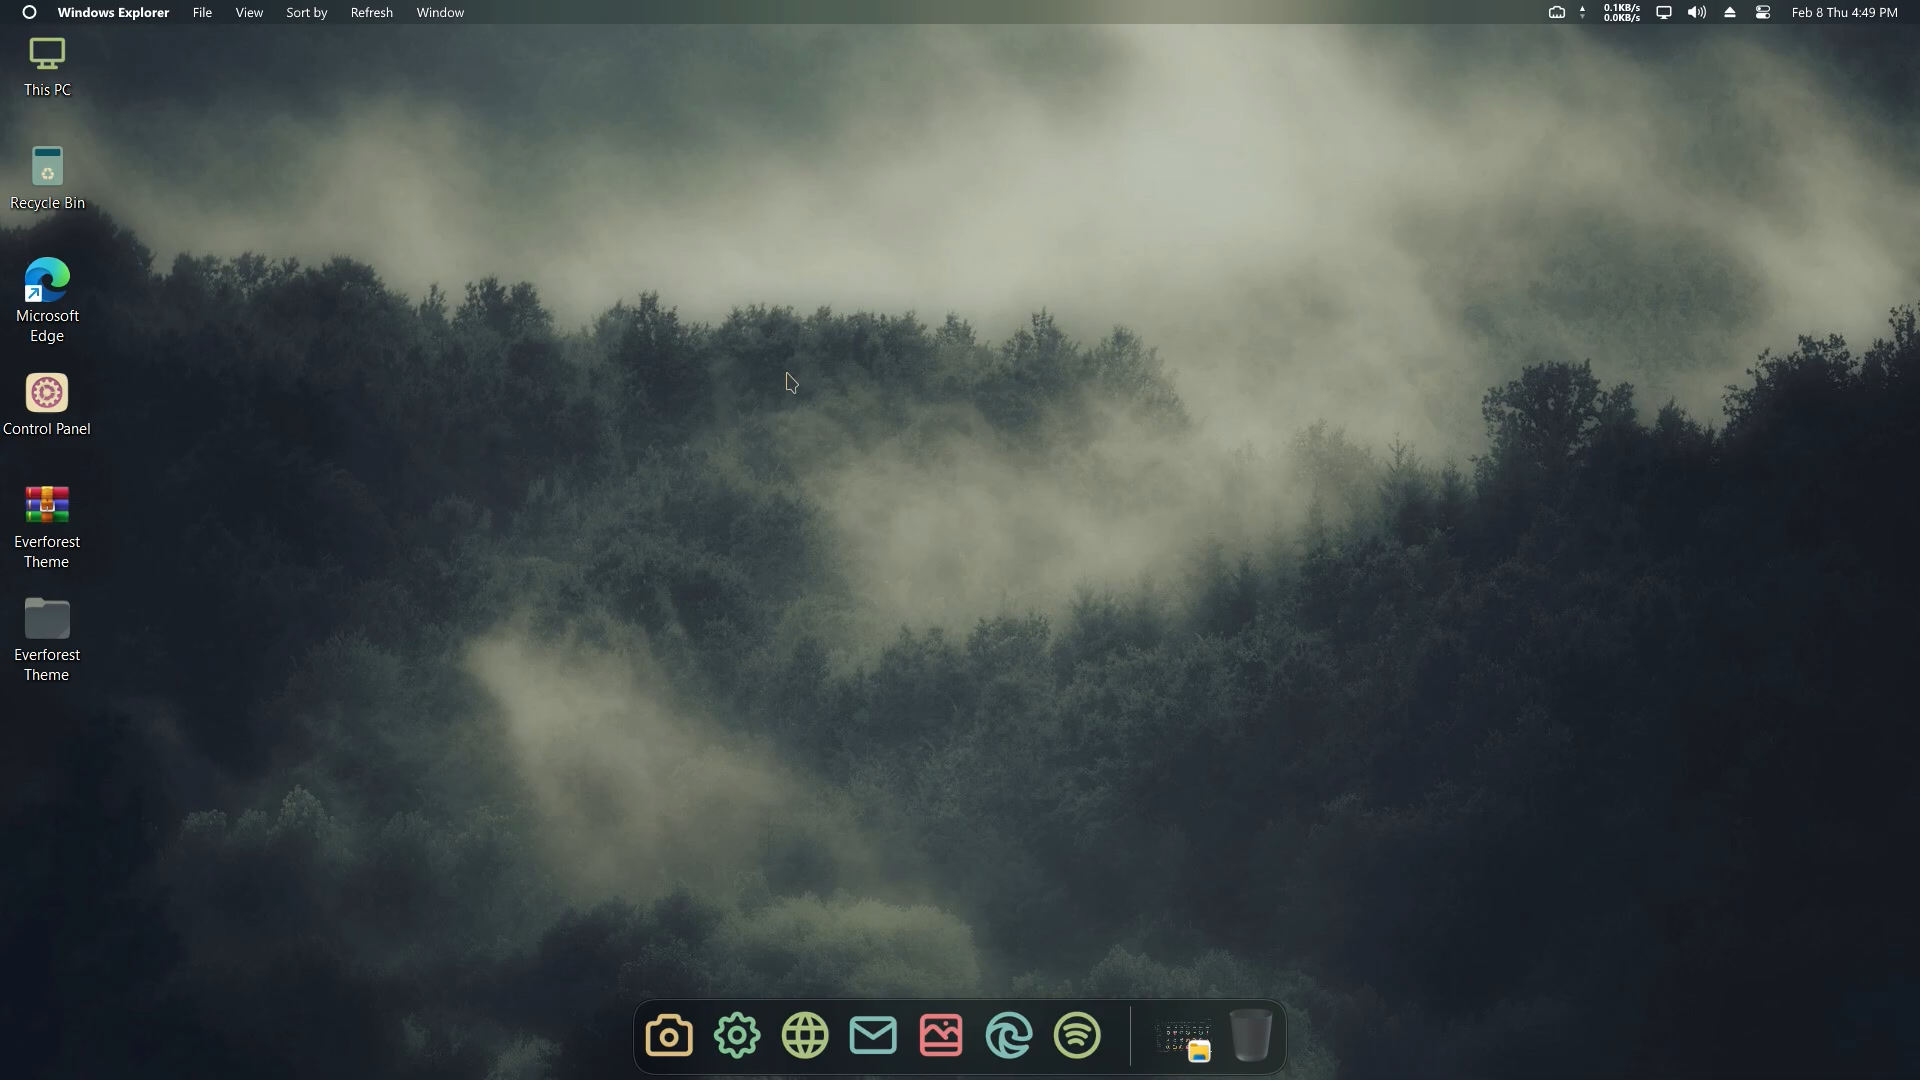 Windows Explorer File View Sort by Refresh Window
0.1KB/s
0.0KB/s
Feb 8 Thu 4:49 PM
This PC
Recycle Bin
Microsoft
Edge
Control Panel
Everforest
Theme
Everforest
Theme